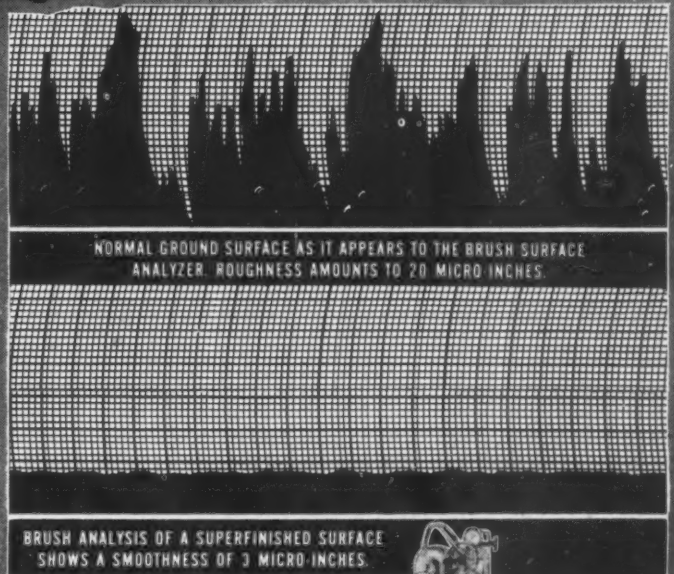 NORMAL GROUND SURFACE AS IT APPEARS TO THE BRUSH SURFACE
ANALYZER. ROUGHNESS AMOUNTS TO 20 MICRO INCHES.
BRUSH ANALYSIS OF A SUPERFINISHED SURFACE
SHOWS A SMOOTHNESS OF 3 MICRO-INCHES.